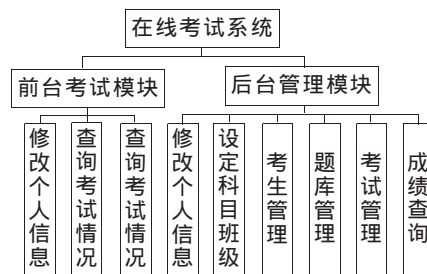 在线考试系统
前台考试模块
后台管理模块
修改个人信息
查询考试情况
查询考试情况
修改个人信息
设定科目班级
考生管理
题库管理
考试管理
成绩查询